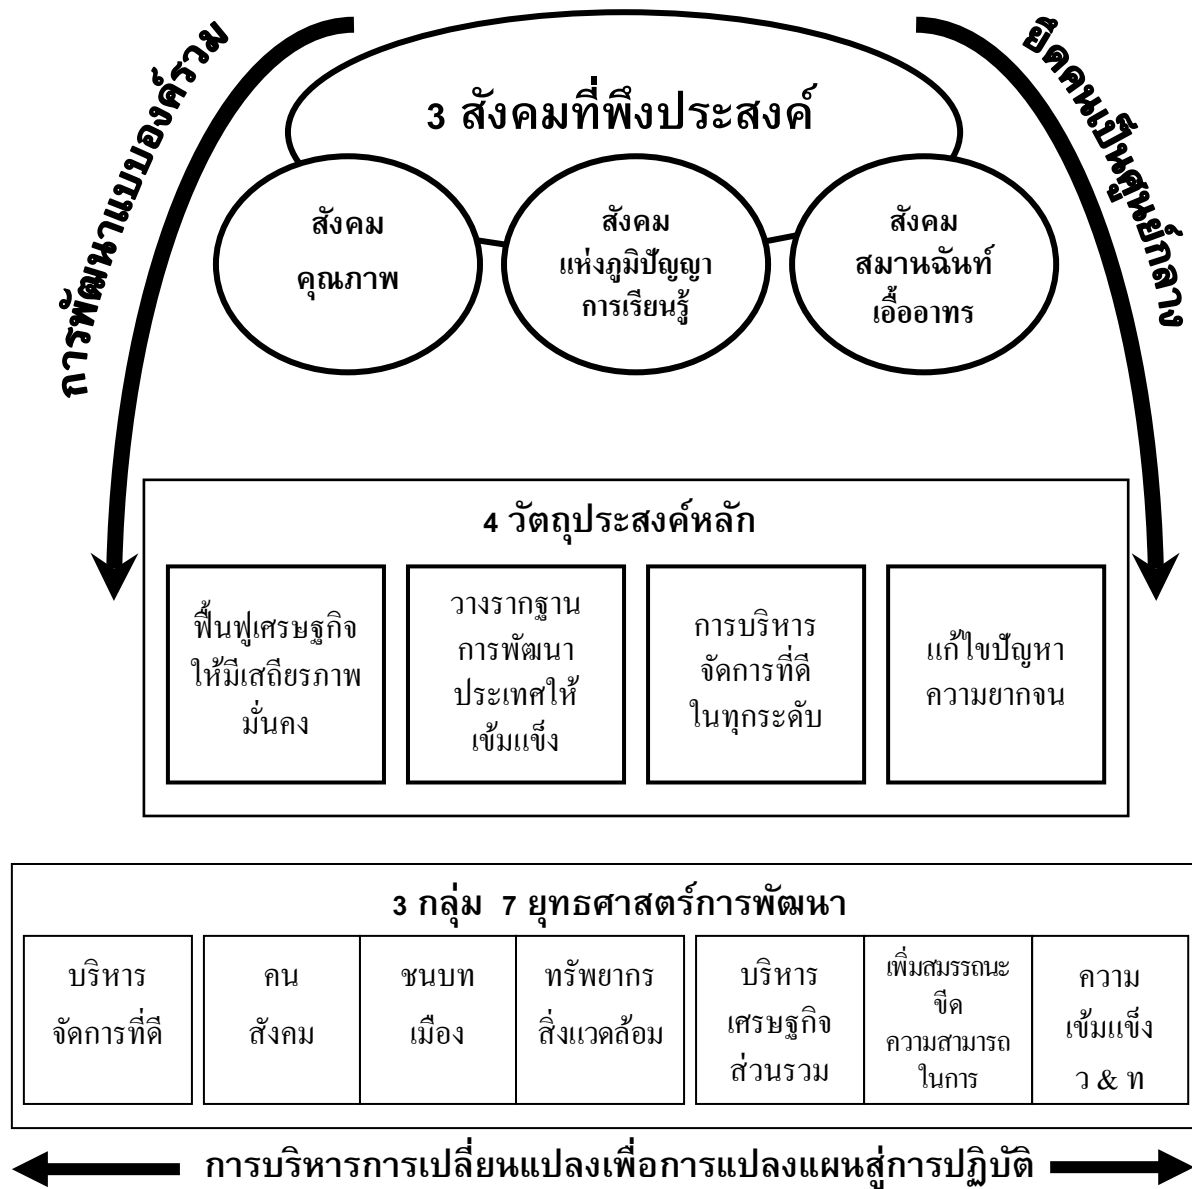 การพัฒนาแบบองค์รวม
ยึดคนเป็นศูนย์กลาง
3 สังคมที่พึงประสงค์
สังคม
คุณภาพ
สังคม
แห่งภูมิปัญญา
การเรียนรู้
สังคม
สมานฉันท์
เอื้ออาทร
4 วัตถุประสงค์หลัก
ฟื้นฟูเศรษฐกิจ
ให้มีเสถียรภาพ
มั่นคง
วางรากฐาน
การพัฒนา
ประเทศให้
เข้มแข็ง
การบริหาร
จัดการที่ดี
ในทุกระดับ
แก้ไขปัญหา
ความยากจน
3 กลุ่ม 7 ยุทธศาสตร์การพัฒนา
บริหาร
จัดการที่ดี
คน
สังคม
ชนบท
เมือง
ทรัพยากร
สิ่งแวดล้อม
บริหาร
เศรษฐกิจ
ส่วนรวม
เพิ่มสมรรถนะ
ขีด
ความสามารถ
ในการ
ความ
เข้มแข็ง
ว & ท
การบริหารการเปลี่ยนแปลงเพื่อการแปลงแผนสู่การปฏิบัติ